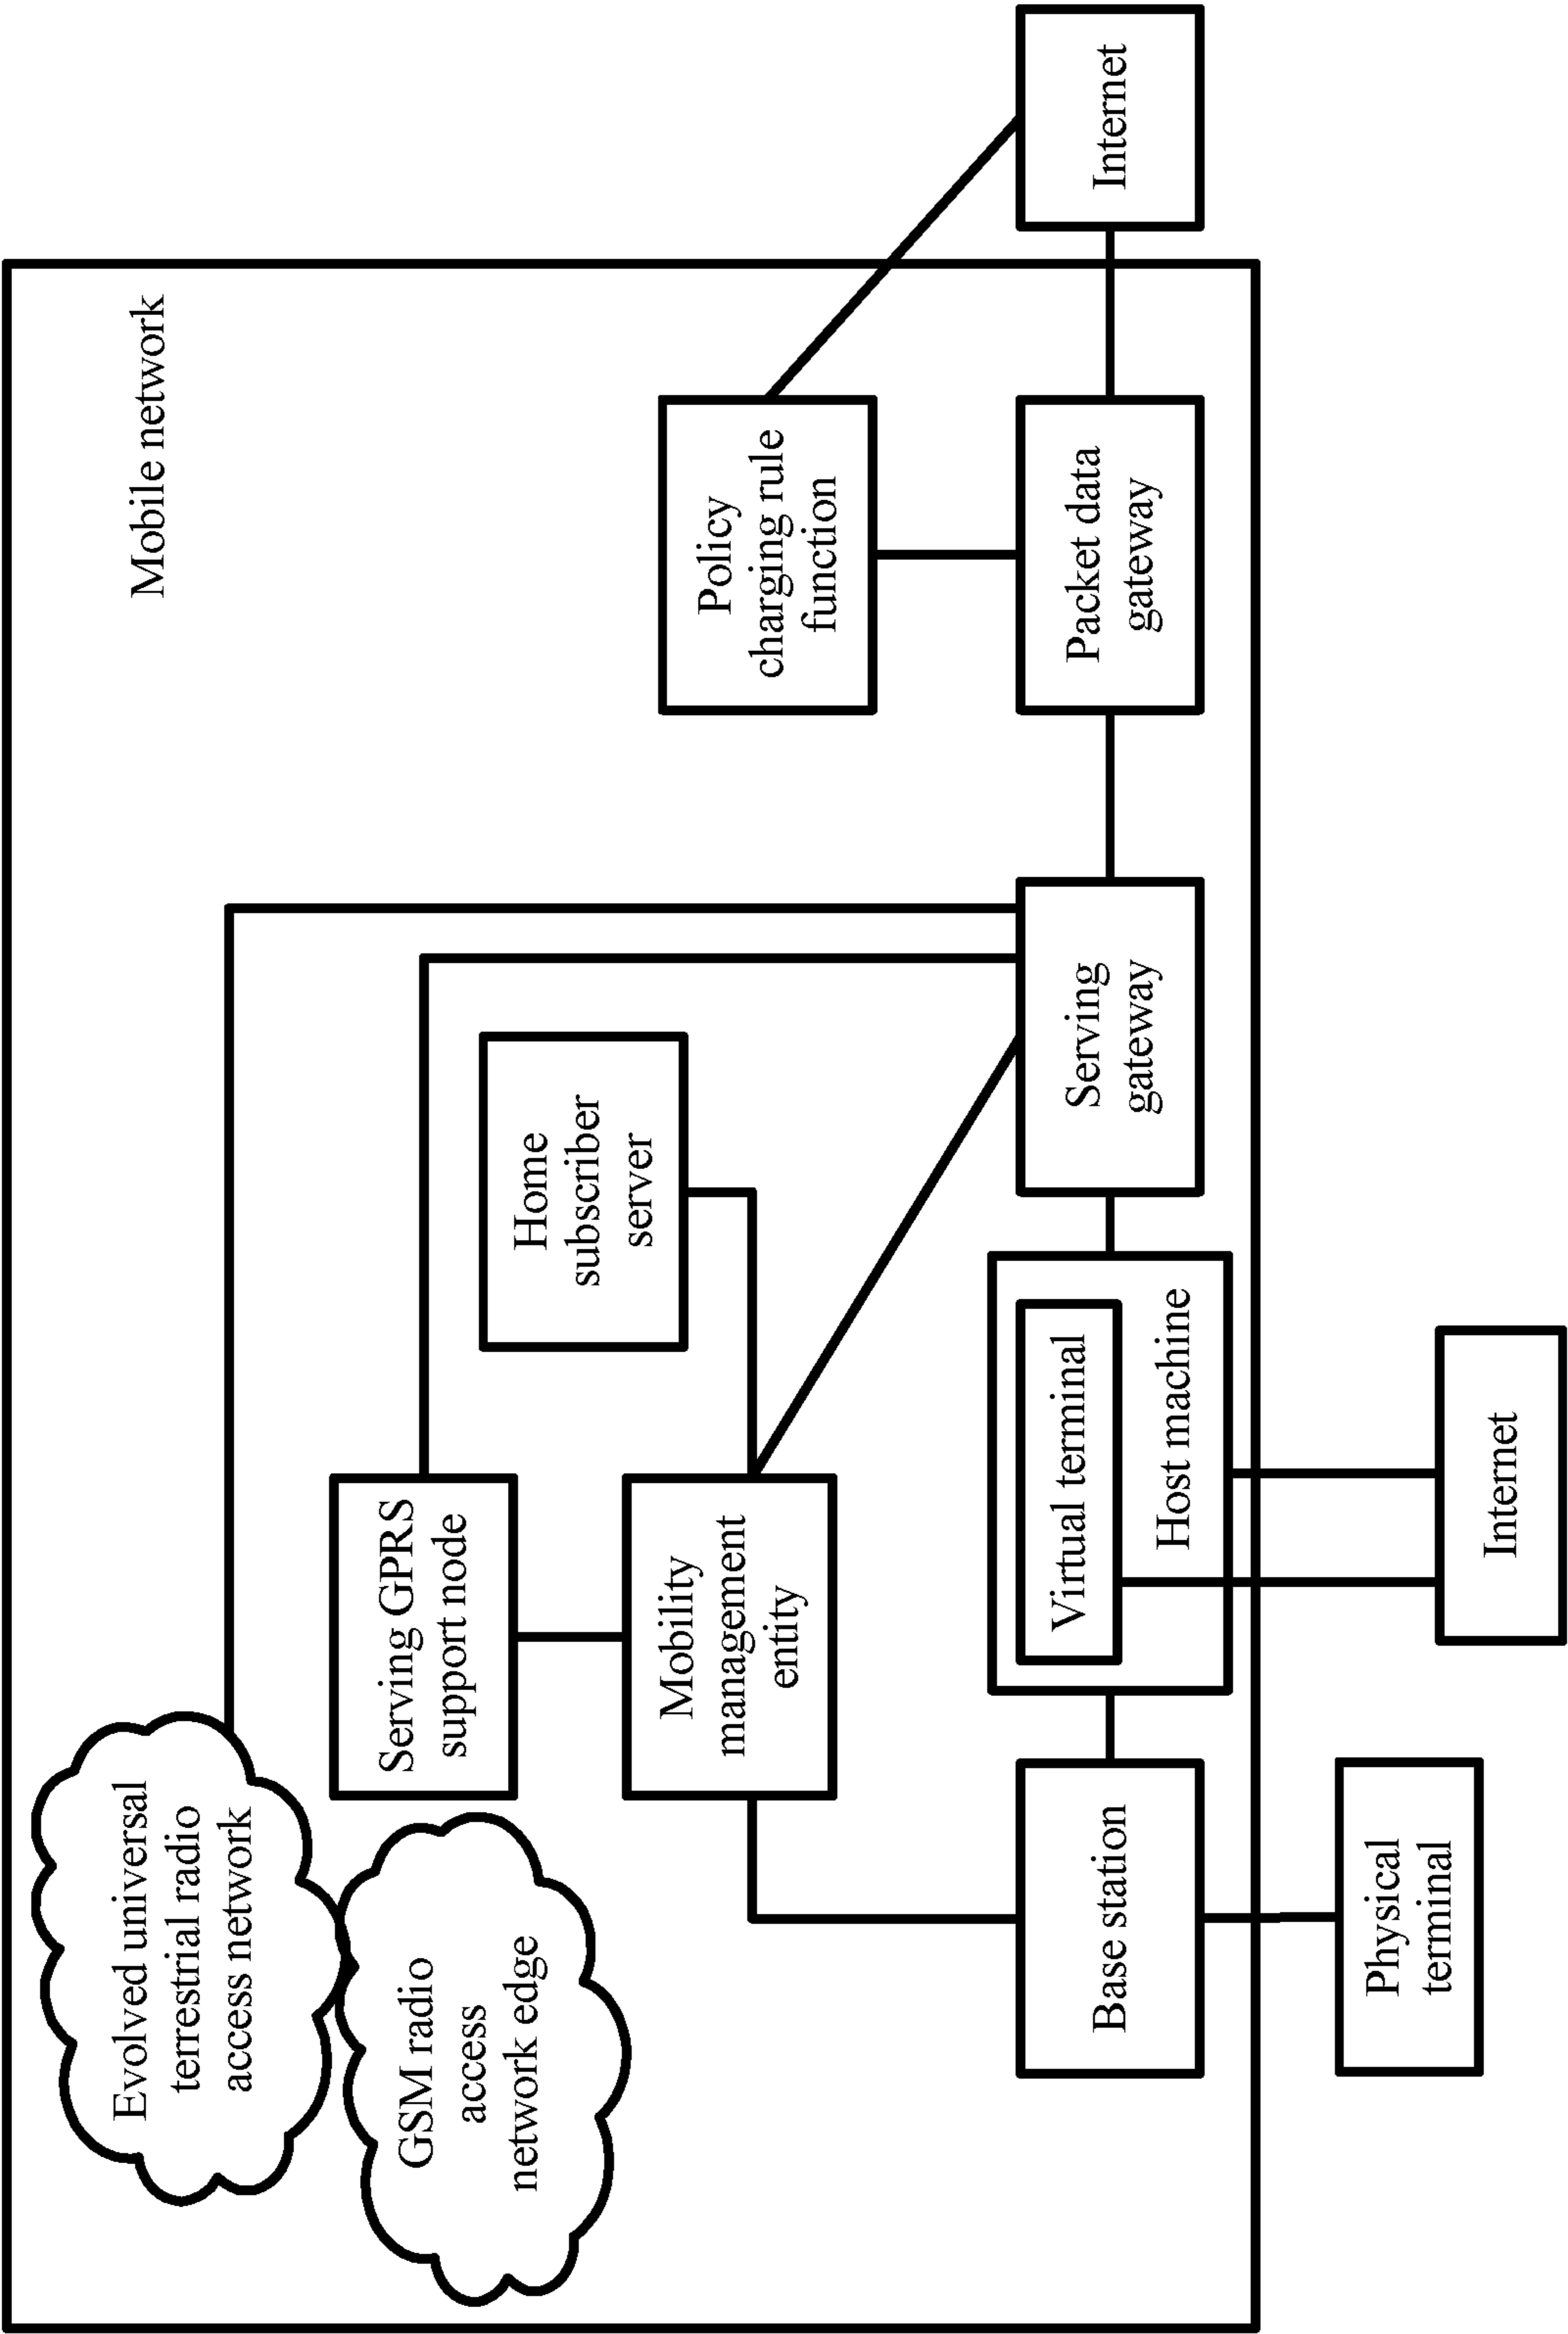 Mobile network
Evolved universal
terrestrial radio
access network
GSM radio
access
network edge
Serving GPRS
support node
Home
subscriber
server
Mobility
management
entity
Policy
charging rule
function
Base station
Virtual terminal
Host machine
Serving
gateway
Packet data
gateway
Internet
Physical
terminal
Internet